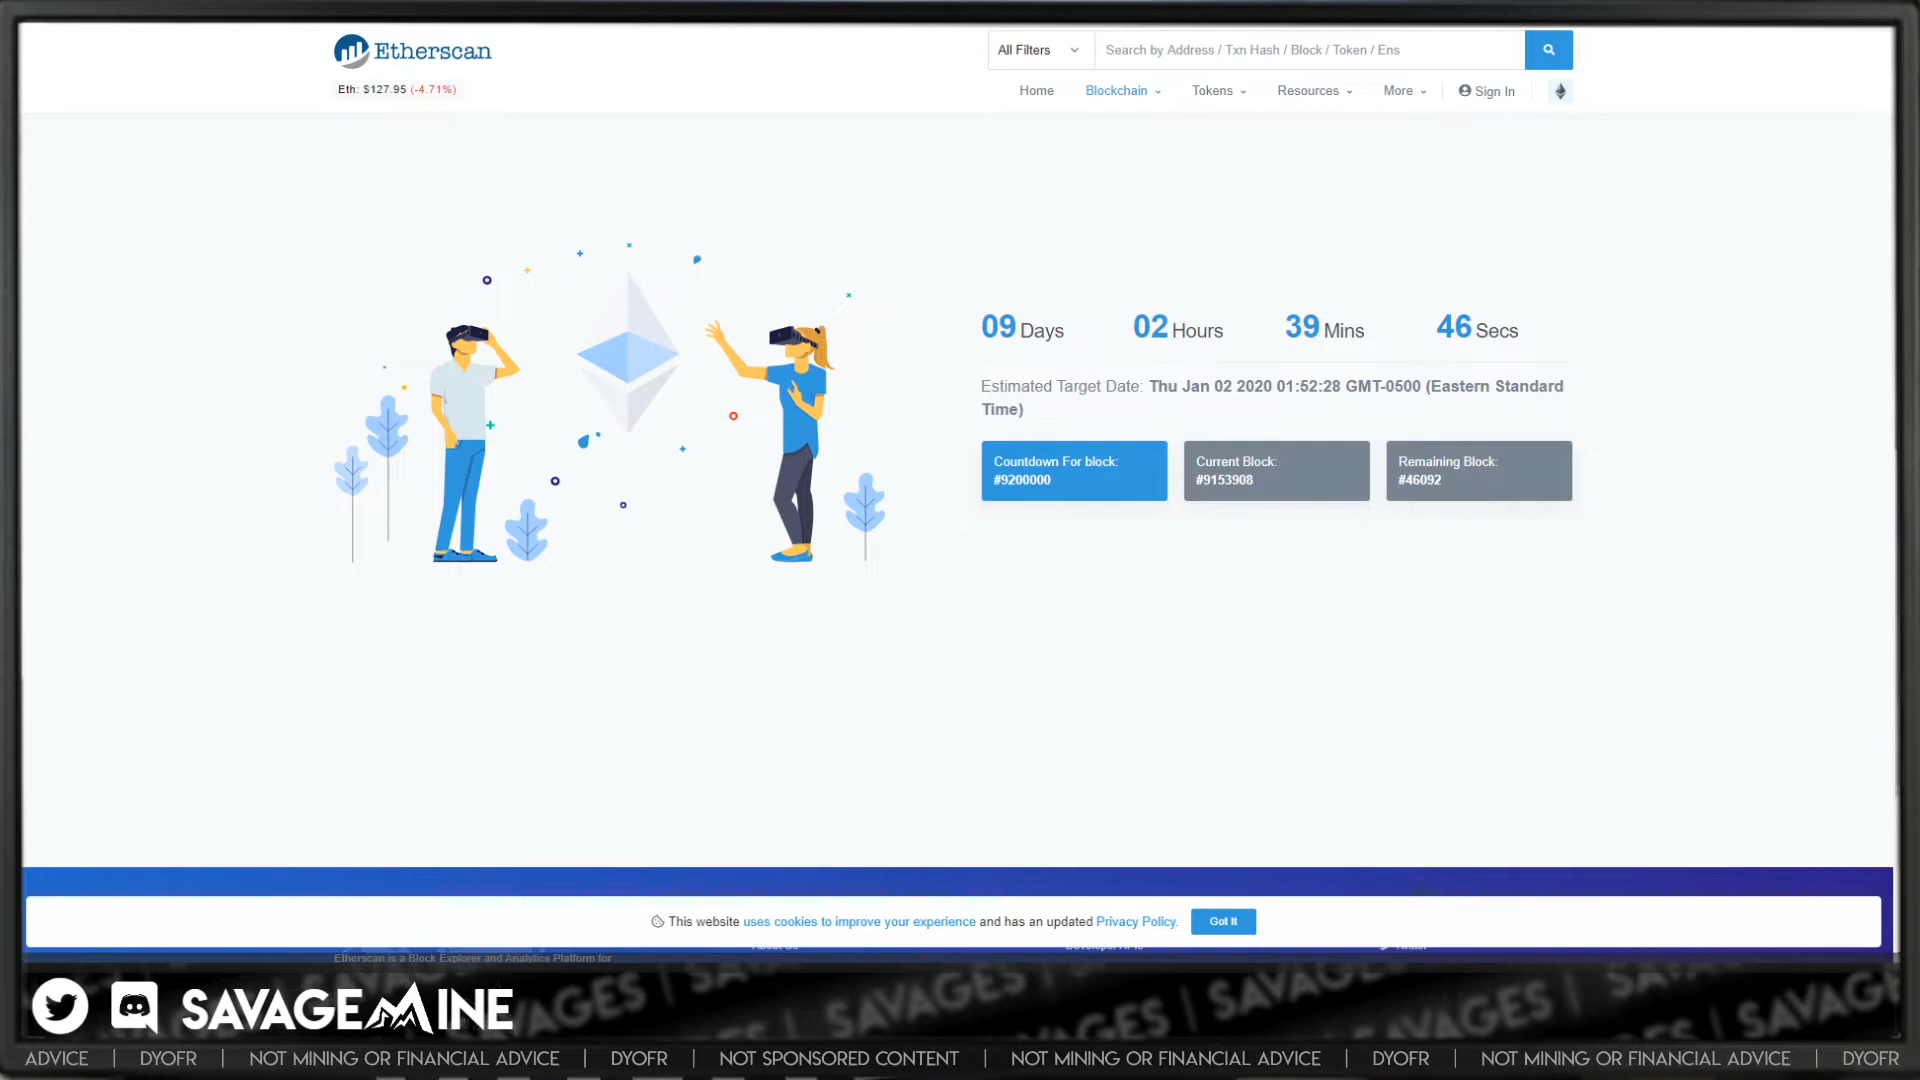 Etherscan
All Filters
Search by Address / Txn Hash / Block / Token / Ens
Eth: $127.95 (-4.71%)
Home Blockchain Tokens Resources More Sign In
09 Days 02 Hours 39 Mins 46 Secs
Estimated Target Date: Thu Jan 02 2020 01:52:28 GMT-0500 (Eastern Standard
Time)
Countdown For block:
#9200000
Current Block:
#9153908
Remaining Block:
#46092
This website uses cookies to improve your experience and has an updated Privacy Policy. Got It
Etherscan is a Block Explorer and Analytics Platform for
SAVAGEMINE
SAVAGES | SAVAGES | SAVAGES
ADVICE | DYOFR | NOT MINING OR FINANCIAL ADVICE | DYOFR | NOT SPONSORED CONTENT | NOT MINING OR FINANCIAL ADVICE | DYOFR | NOT MINING OR FINANCIAL ADVICE | DYOFR